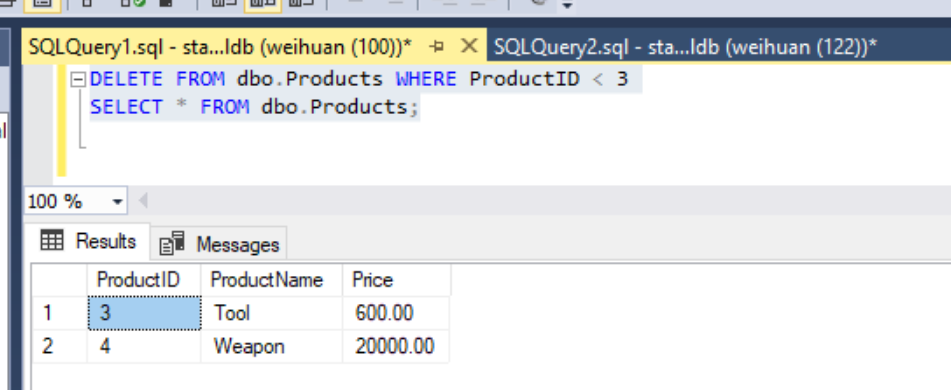 SQLQuery1.sql - sta...ldb (weihuan (100))* SQLQuery2.sql - sta...ldb (weihuan (122))*
DELETE FROM dbo.Products WHERE ProductID < 3
SELECT * FROM dbo.Products;
100 %
Results Messages
ProductID ProductName Price
1 3 Tool 600.00
2 4 Weapon 20000.00